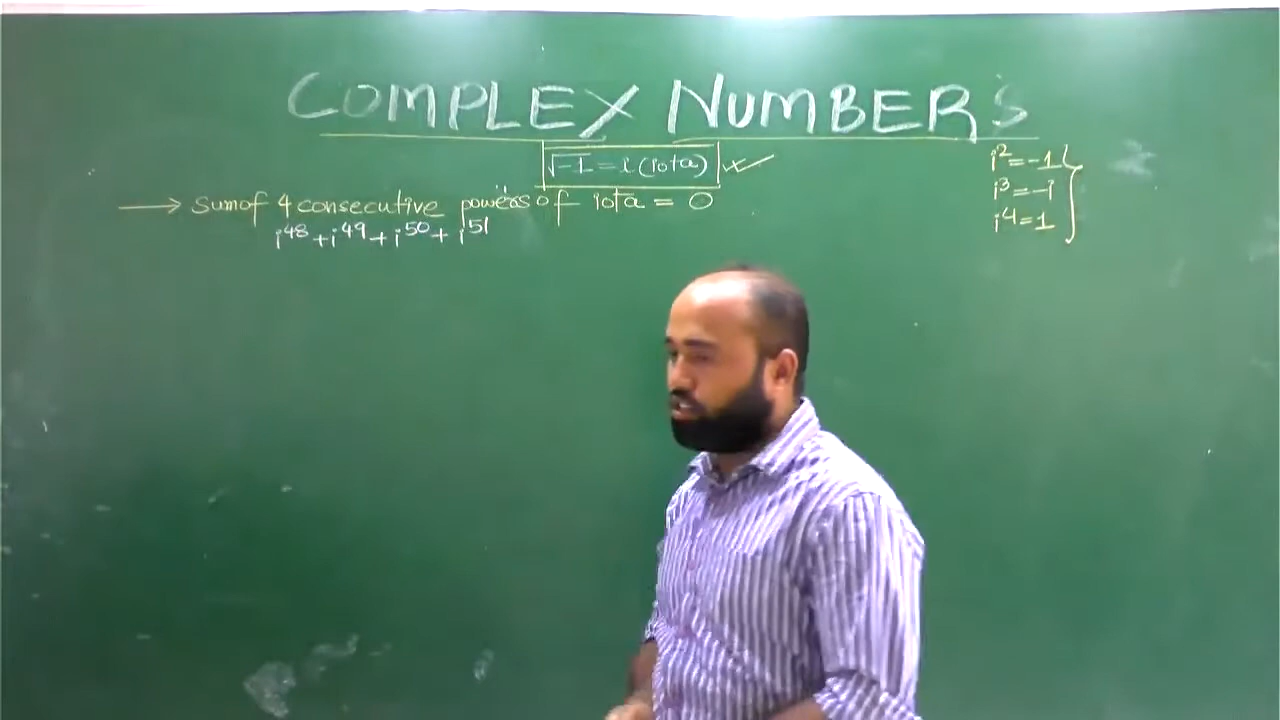 COMPLEX NUMBERS
√-1 = i (iota)
i²=-1
i³=-i
i⁴=1
→ Sum of 4 consecutive powers of iota = 0
i⁴⁸+i⁴⁹+i⁵⁰+i⁵¹